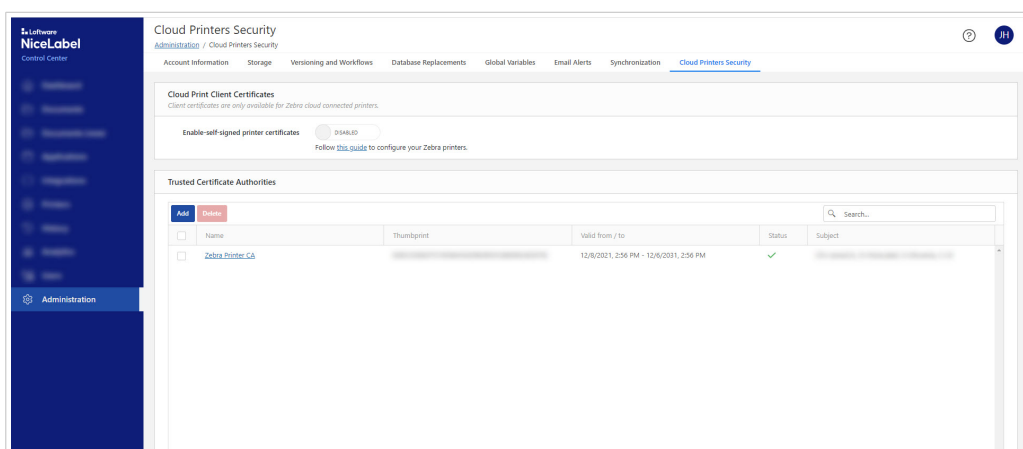 Loftware
NiceLabel
Control Center
Administration
Cloud Printers Security
Administration / Cloud Printers Security
JH
Account Information Storage Versioning and Workflows Database Replacements Global Variables Email Alerts Synchronization Cloud Printers Security
Cloud Print Client Certificates
Client certificates are only available for Zebra cloud connected printers.
Enable-self-signed printer certificates DISABLED
Follow this guide to configure your Zebra printers.
Trusted Certificate Authorities
Add Delete Search...
Name Thumbprint Valid from / to Status Subject
Zebra Printer CA 12/8/2021, 2:56 PM - 12/6/2031, 2:56 PM